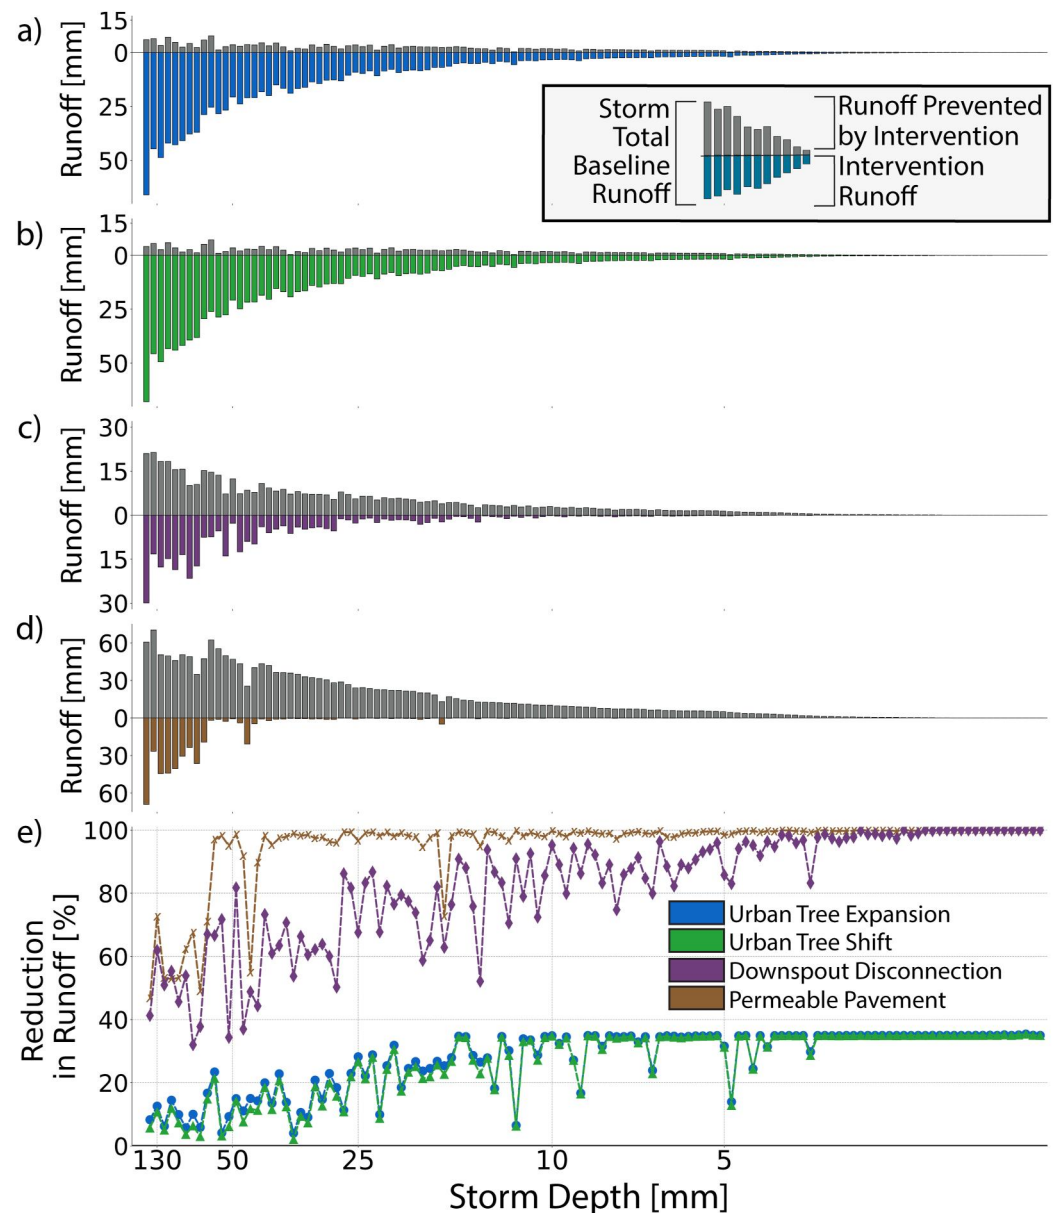 a)
Runoff [mm]
15
0
25
50
Storm
Total
Baseline
Runoff
Runoff Prevented
by Intervention
Intervention
Runoff
b)
Runoff [mm]
15
0
25
50
c)
Runoff [mm]
30
15
0
15
30
d)
Runoff [mm]
60
30
0
30
60
e)
Reduction
in Runoff [%]
100
80
60
40
20
0
Urban Tree Expansion
Urban Tree Shift
Downspout Disconnection
Permeable Pavement
130 50 25 10 5
Storm Depth [mm]